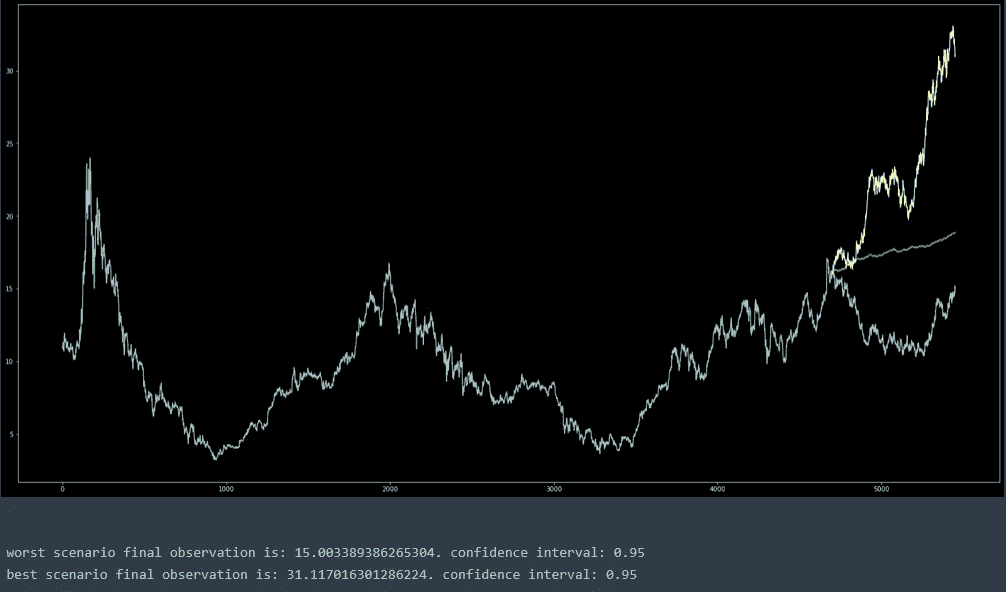 30
25
20
15
10
5
0 1000 2000 3000 4000 5000
worst scenario final observation is: 15.003389386265304. confidence interval: 0.95
best scenario final observation is: 31.117016301286224. confidence interval: 0.95